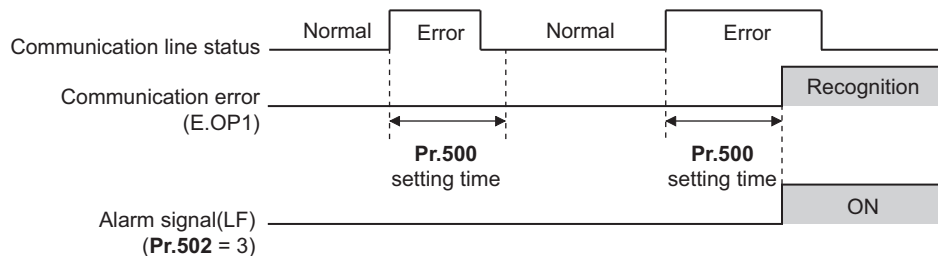 Normal Error Normal Error
Communication line status
Communication error
(E.OP1)
Recognition
Pr.500
setting time
Pr.500
setting time
Alarm signal(LF)
(Pr.502 = 3)
ON